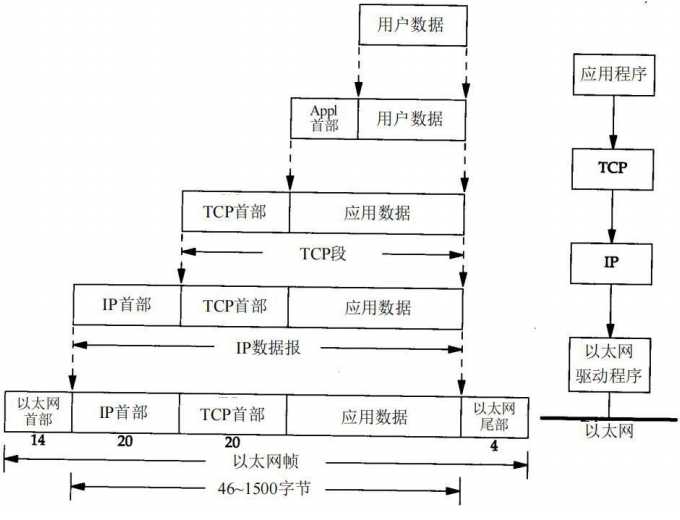 用户数据
应用程序
Appl
首部
用户数据
TCP
TCP首部
应用数据
TCP段
IP
IP首部
TCP首部
应用数据
IP数据报
以太网
驱动程序
以太网
首部
IP首部
TCP首部
应用数据
以太网
尾部
以太网
14
20
20
4
以太网帧
46~1500字节